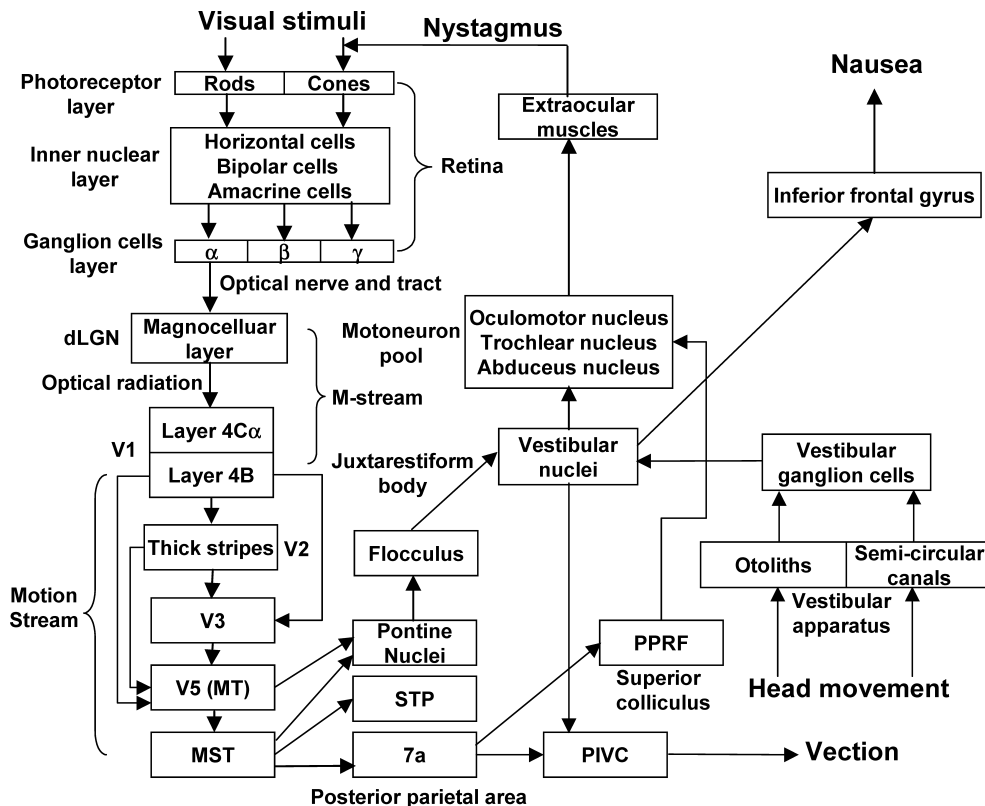 Visual stimuli
Nystagmus
Nausea
Photoreceptor
layer
Rods
Cones
Extraocular
muscles
Inner nuclear
layer
Horizontal cells
Bipolar cells
Amacrine cells
Retina
Inferior frontal gyrus
Ganglion cells
layer
α
β
γ
Optical nerve and tract
dLGN
Magnocelluar
layer
Motoneuron
pool
Oculomotor nucleus
Trochlear nucleus
Abduceus nucleus
Optical radiation
M-stream
V1
Layer 4Cα
Layer 4B
Juxtarestiform
body
Vestibular
nuclei
Vestibular
ganglion cells
Thick stripes
V2
Flocculus
Otoliths
Semi-circular
canals
Vestibular
apparatus
Motion
Stream
V3
Pontine
Nuclei
PPRF
Superior
colliculus
Head movement
V5 (MT)
STP
MST
7a
PIVC
Vection
Posterior parietal area